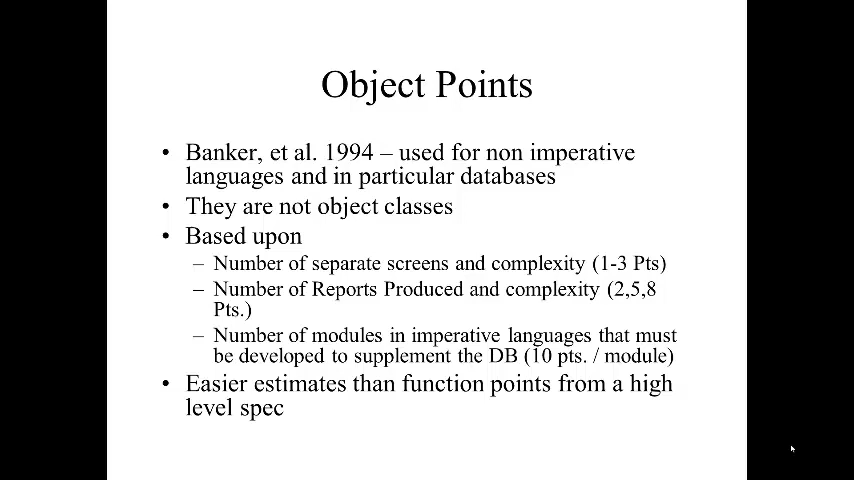 Object Points
• Banker, et al. 1994 – used for non imperative
languages and in particular databases
• They are not object classes
• Based upon
– Number of separate screens and complexity (1-3 Pts)
– Number of Reports Produced and complexity (2,5,8
Pts.)
– Number of modules in imperative languages that must
be developed to supplement the DB (10 pts. / module)
• Easier estimates than function points from a high
level spec